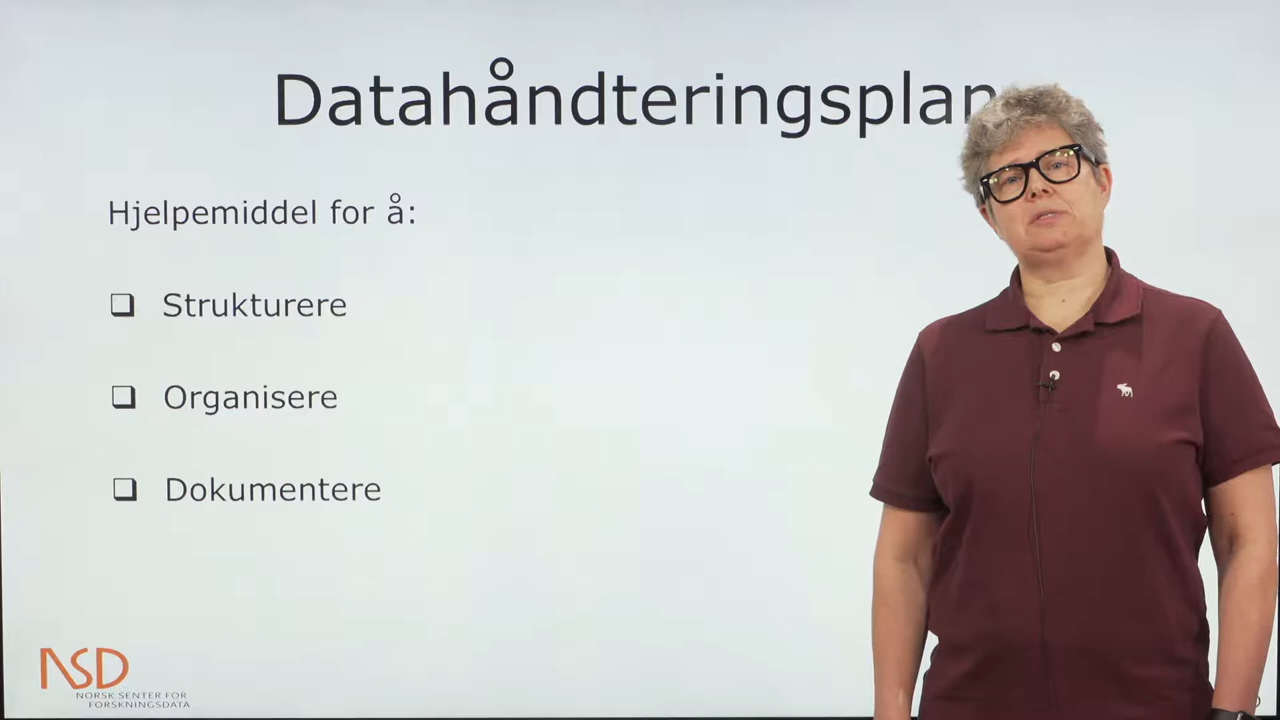 Datahåndteringsplan
Hjelpemiddel for å:
Strukturere
Organisere
Dokumentere
NSD
NORSK SENTER FOR
FORSKNINGSDATA